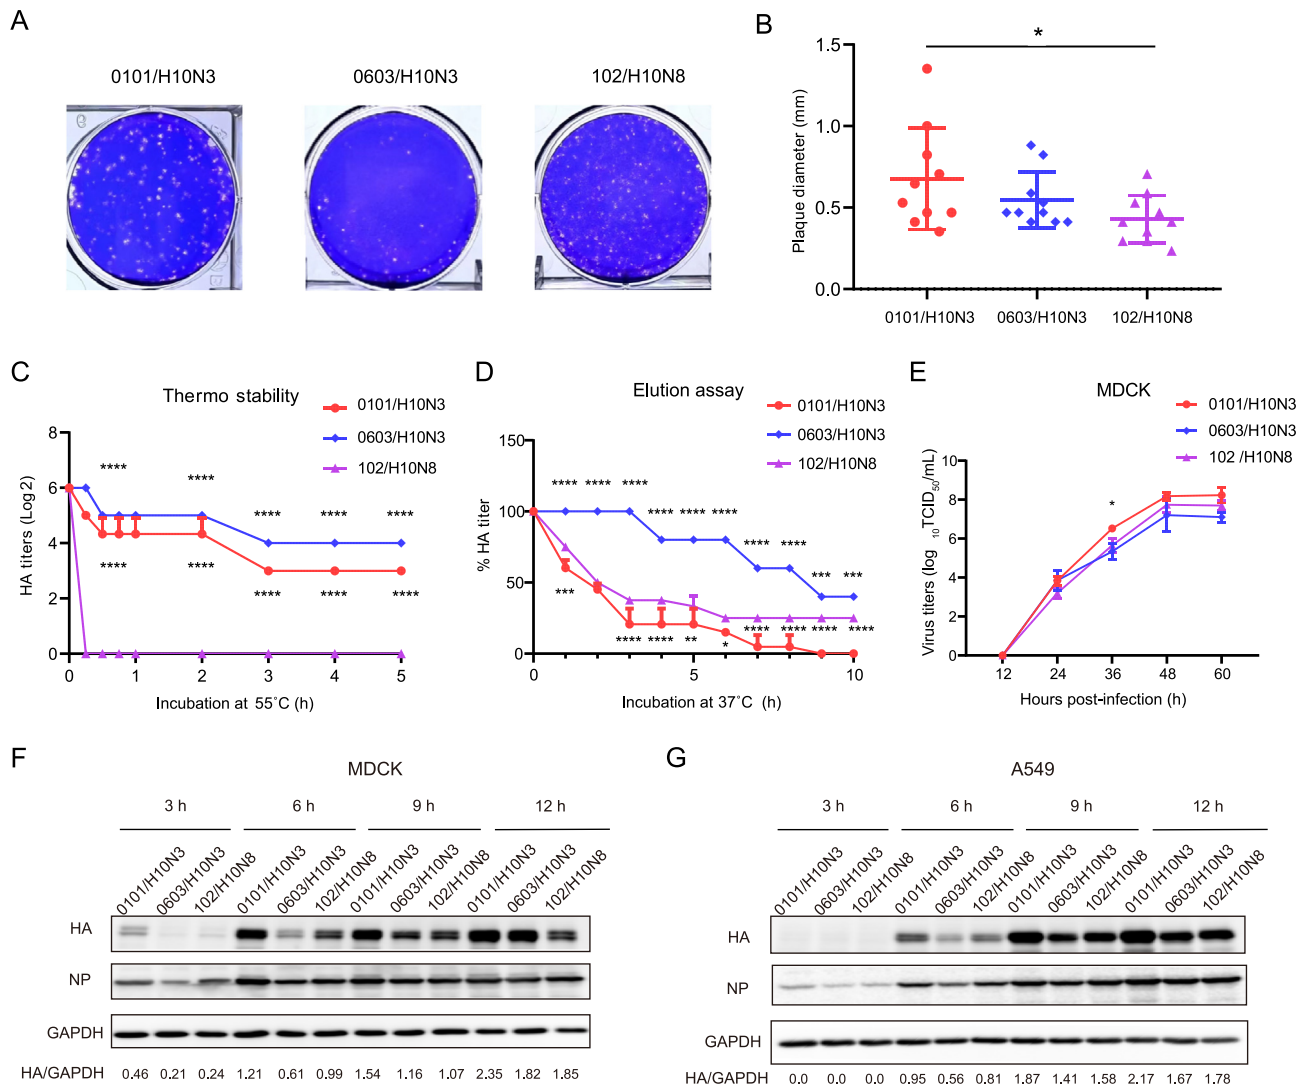 A
0101/H10N3 0603/H10N3 102/H10N8
B
*
Plaque diameter (mm)
1.5
1.0
0.5
0.0
0101/H10N3 0603/H10N3 102/H10N8
C
Thermo stability
0101/H10N3
0603/H10N3
102/H10N8
HA titers (Log2)
8
6
4
2
0
**** ****
**** **** ****
**** ****
**** **** ****
0 1 2 3 4 5
Incubation at 55°C (h)
D
Elution assay
0101/H10N3
0603/H10N3
102/H10N8
% HA titer
150
100
50
0
**** **** ****
**** **** ****
**** ****
*** ***
***
**** **** ** * **** **** **** ****
0 5 10
Incubation at 37°C (h)
E
MDCK
0101/H10N3
0603/H10N3
102 /H10N8
Virus titers (log 10TCID50/mL)
10
8
6
4
2
0
*
12 24 36 48 60
Hours post-infection (h)
F
MDCK
3 h 6 h 9 h 12 h
0101/H10N3 0603/H10N3 102/H10N8 0101/H10N3 0603/H10N3 102/H10N8 0101/H10N3 0603/H10N3 102/H10N8 0101/H10N3 0603/H10N3 102/H10N8
HA
NP
GAPDH
HA/GAPDH 0.46 0.21 0.24 1.21 0.61 0.99 1.54 1.16 1.07 2.35 1.82 1.85
G
A549
3 h 6 h 9 h 12 h
0101/H10N3 0603/H10N3 102/H10N8 0101/H10N3 0603/H10N3 102/H10N8 0101/H10N3 0603/H10N3 102/H10N8 0101/H10N3 0603/H10N3 102/H10N8
HA
NP
GAPDH
HA/GAPDH 0.0 0.0 0.0 0.95 0.56 0.81 1.87 1.41 1.58 2.17 1.67 1.78